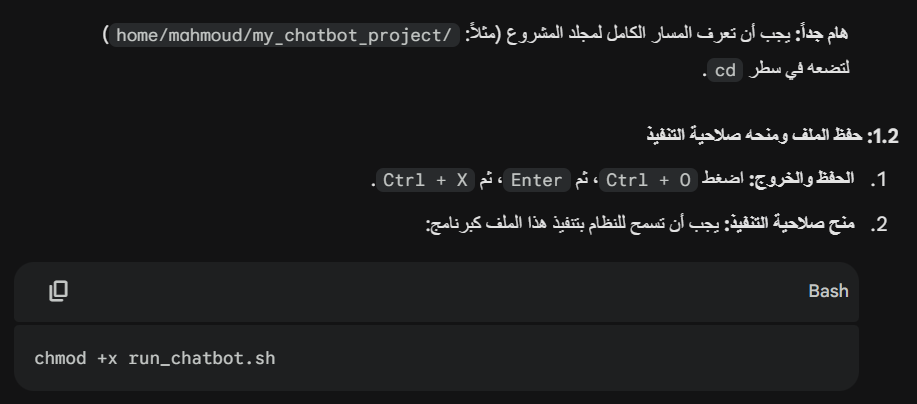 هام جداً: يجب أن تعرف المسار الكامل لمجلد المشروع (مثلاً: /home/mahmoud/my_chatbot_project)
لتضعه في سطر cd.
1.2: حفظ الملف ومنحه صلاحية التنفيذ
1. الحفظ والخروج: اضغط Ctrl + O، ثم Enter، ثم Ctrl + X.
2. منح صلاحية التنفيذ: يجب أن تسمح للنظام بتنفيذ هذا الملف كبرنامج:
Bash
chmod +x run_chatbot.sh